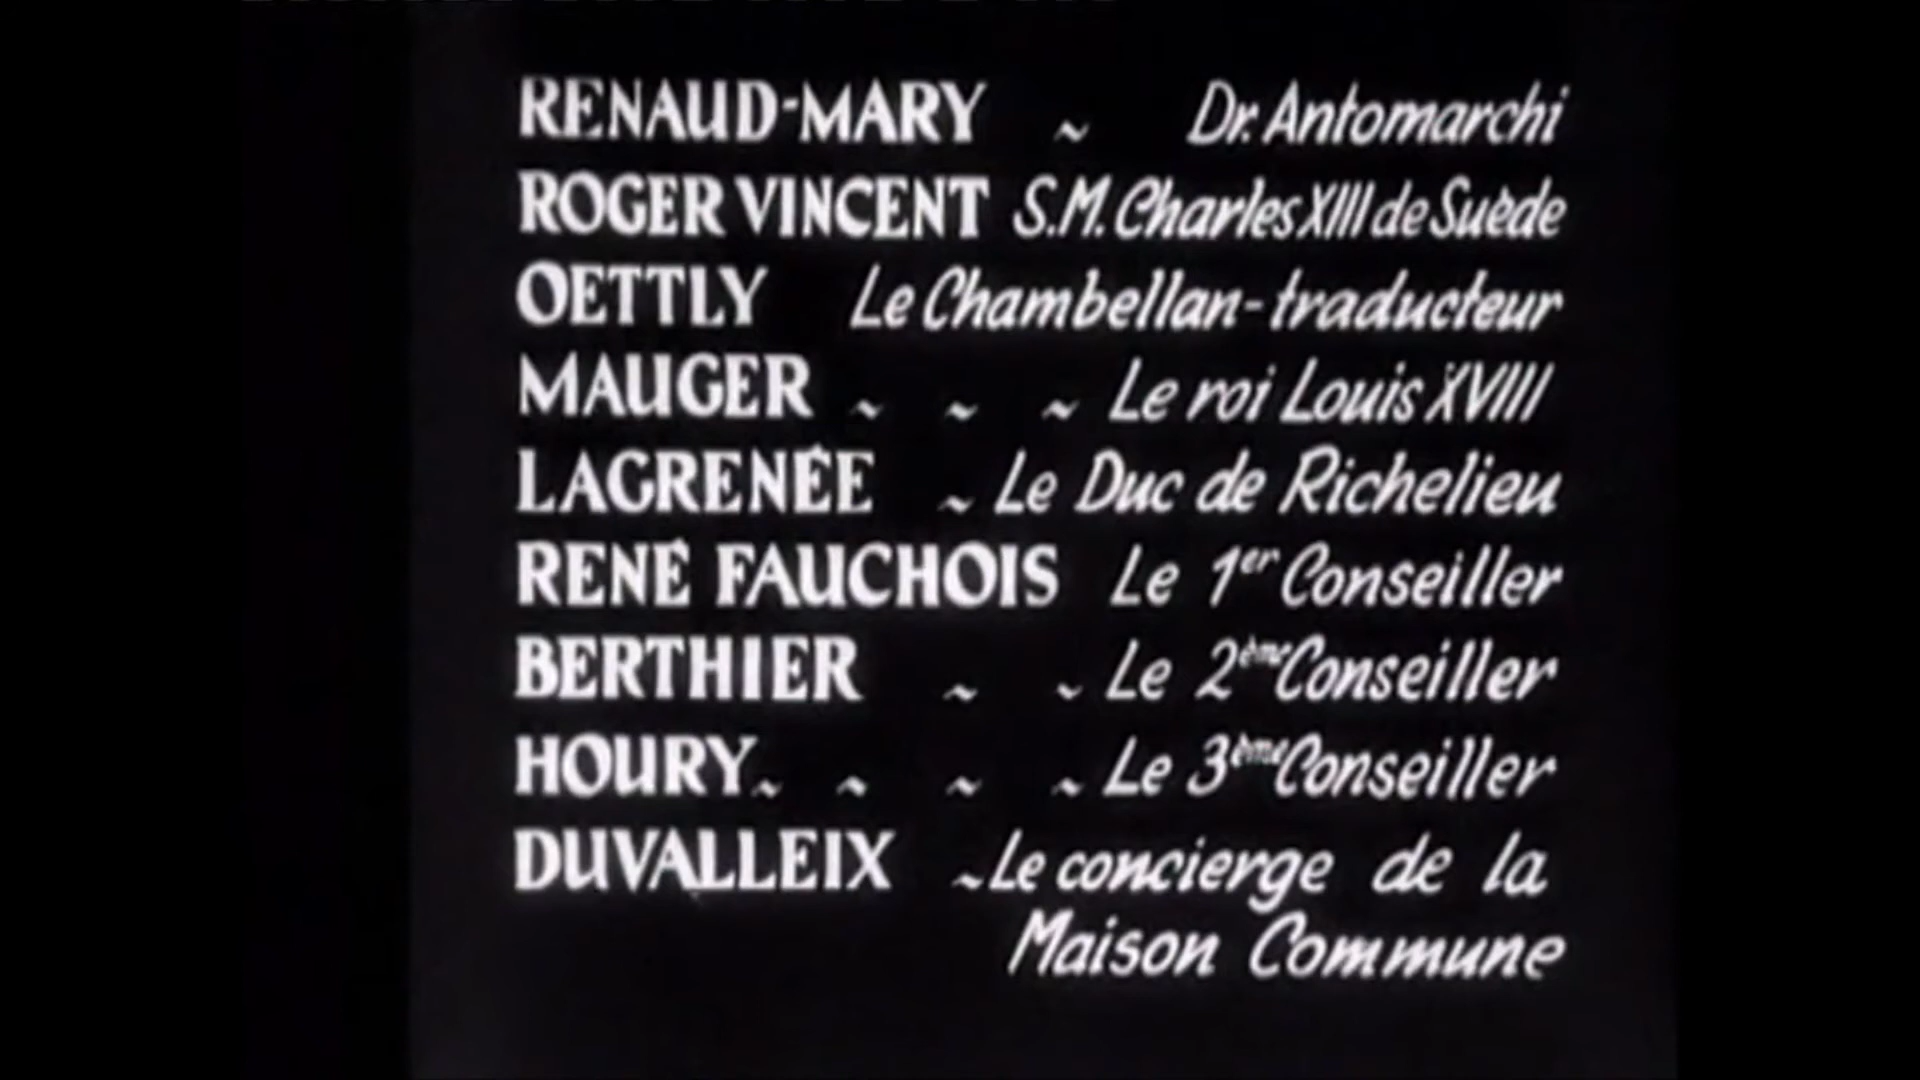 RENAUD-MARY ~ Dr. Antomarchi
ROGER VINCENT S.M. Charles XIII de Suède
OETTLY Le Chambellan-traducteur
MAUGER ~ ~ ~ Le roi Louis XVIII
LAGRENÉE ~ Le Duc de Richelieu
RENÉ FAUCHOIS Le 1er Conseiller
BERTHIER ~ ~ Le 2ème Conseiller
HOURY ~ ~ ~ ~ Le 3ème Conseiller
DUVALLEIX ~ Le concierge de la
Maison Commune